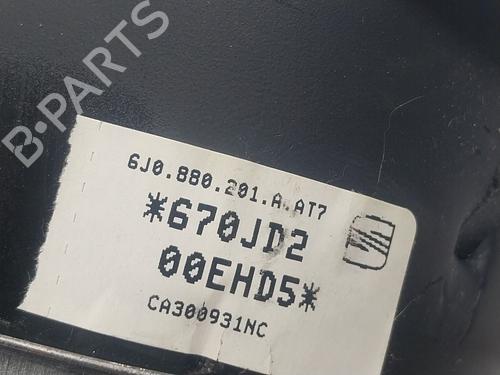 B-PARTS
6J0.880.201.A.AT7
*670JD2
00EHD5*
CA300931NC